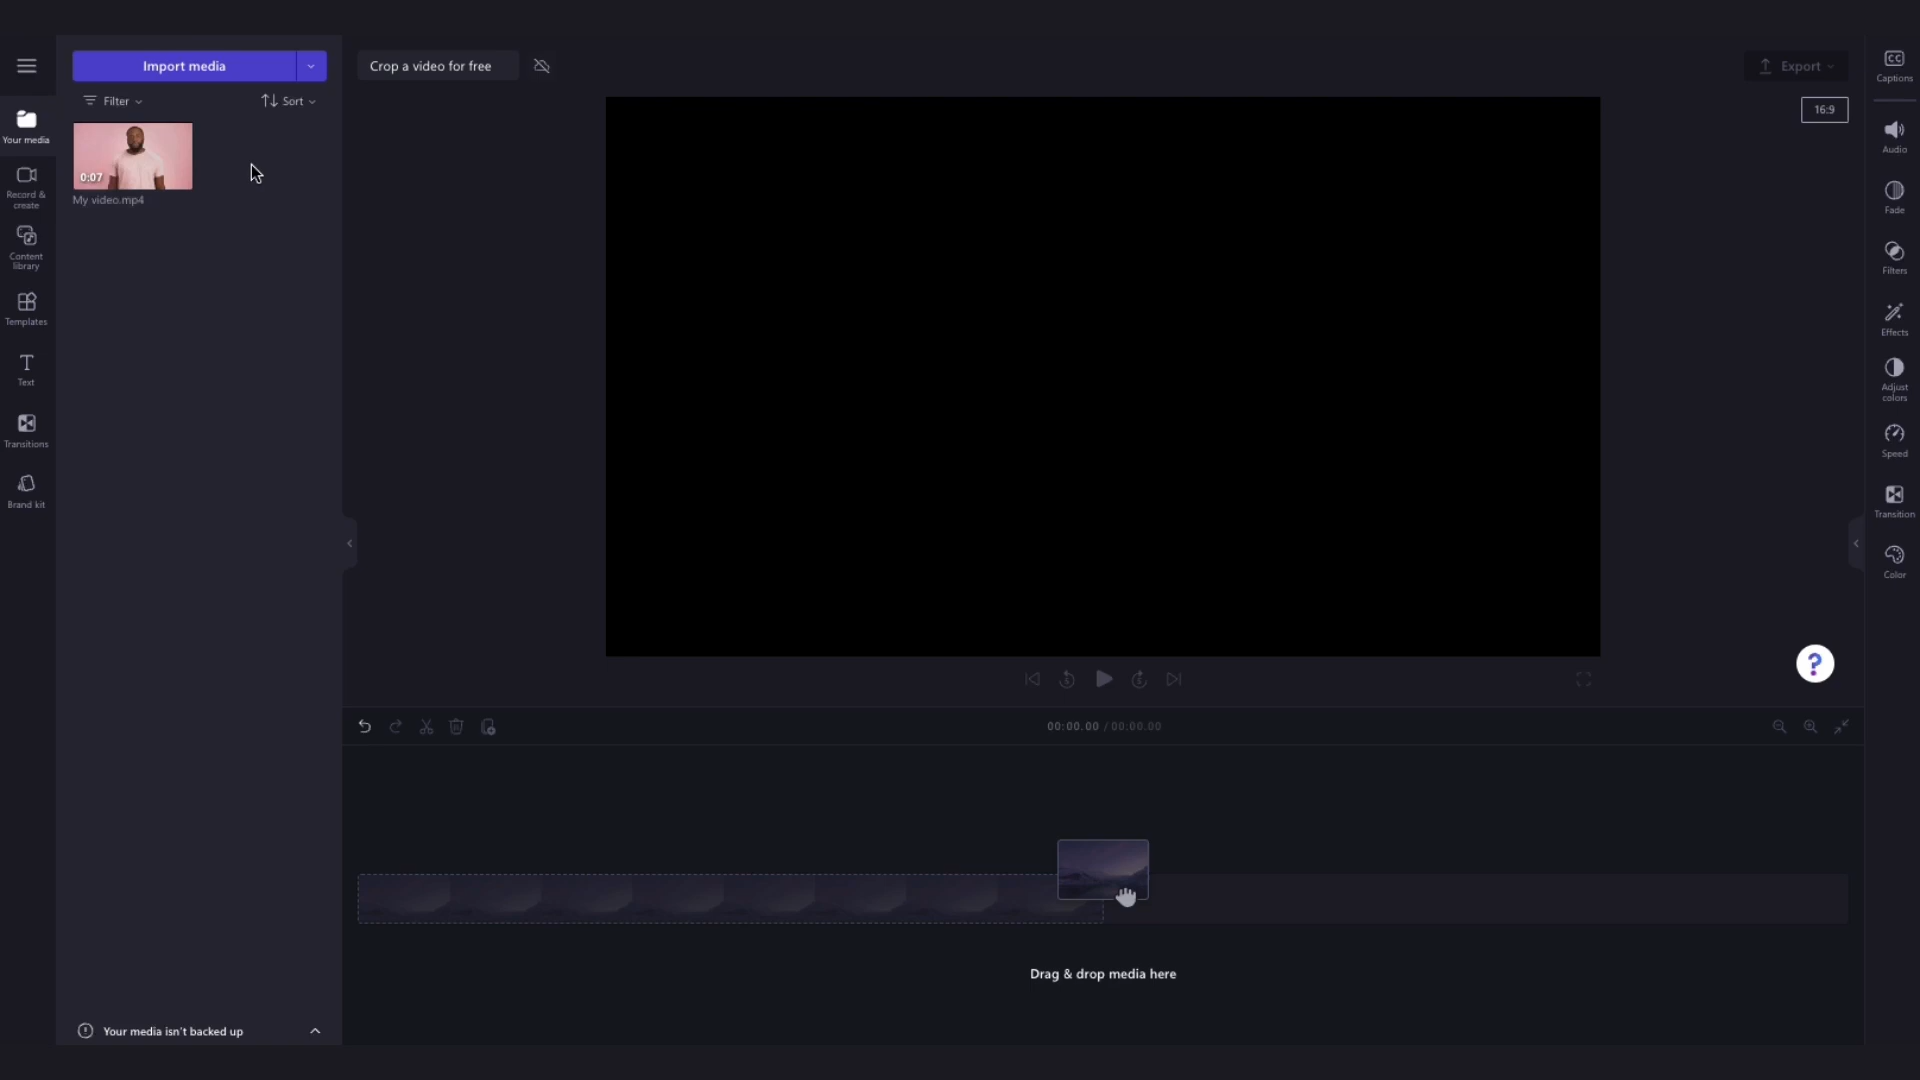 Import media
Crop a video for free
Export
Captions
Filter
Sort
16:9
Your media
Audio
0:07
My video.mp4
Record &
create
Fade
Content
library
Filters
Templates
Effects
Text
Adjust
colors
Transitions
Speed
Brand kit
Transition
Color
?
00:00.00 / 00:00.00
Drag & drop media here
Your media isn't backed up